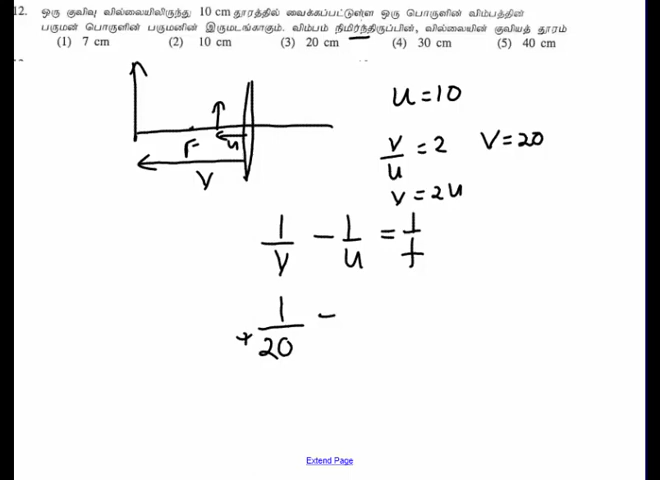 12. ஒரு குவிவு வில்லையிலிருந்து 10 cm தூரத்தில் வைக்கப்பட்டுள்ள ஒரு பொருளின் விம்பத்தின்
பருமன் பொருளின் பருமனின் இருமடங்காகும். விம்பம் நிமிர்ந்திருப்பின், வில்லையின் குவியத் தூரம்
(1) 7 cm (2) 10 cm (3) 20 cm (4) 30 cm (5) 40 cm
u = 10
F u
v
v/u = 2 V = 20
v = 2u
1/v - 1/u = 1/f
+ 1/20 -
Extend Page